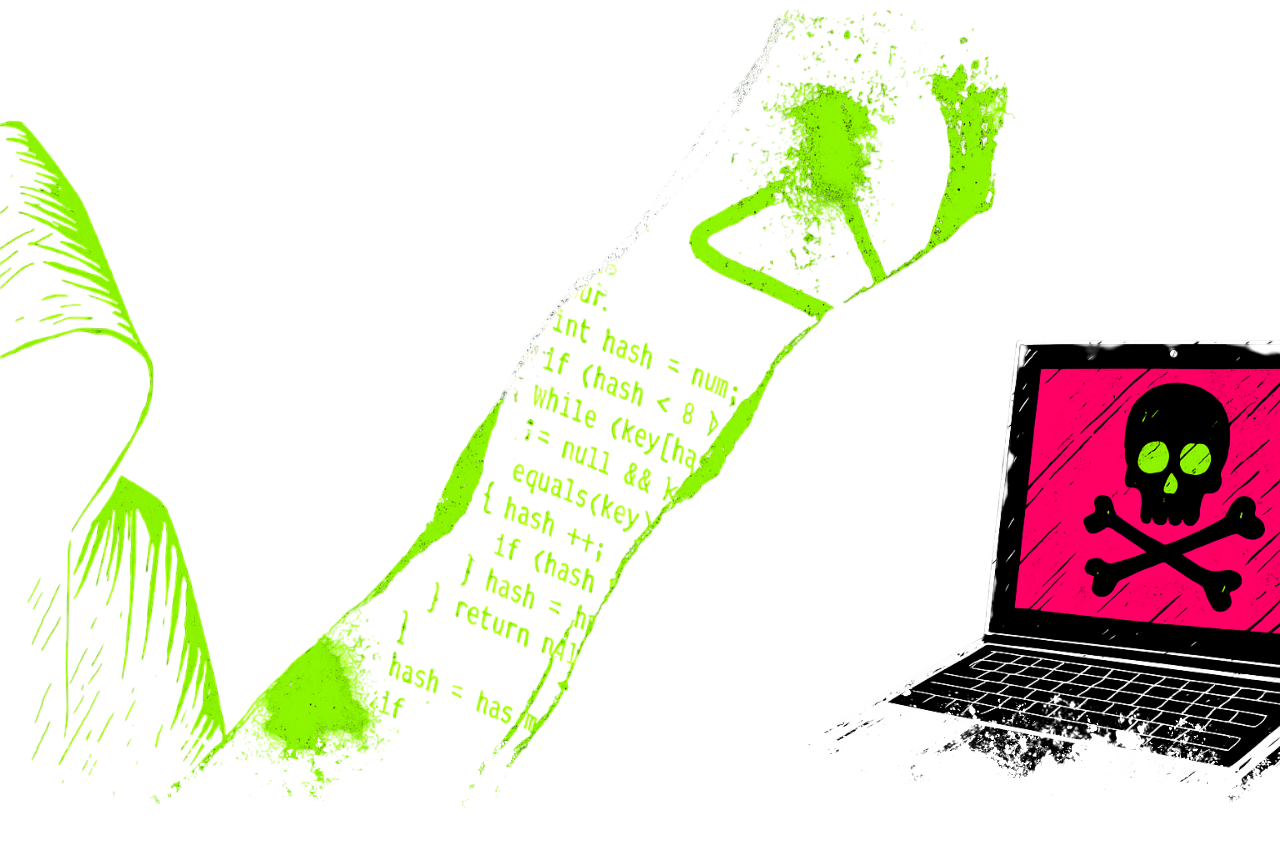 ur.
int hash = num;
if (hash < 8
while (key[ha
;= null && k
equals(key)
{ hash ++;
if (hash
} hash = h
} return
}
hash = has
if